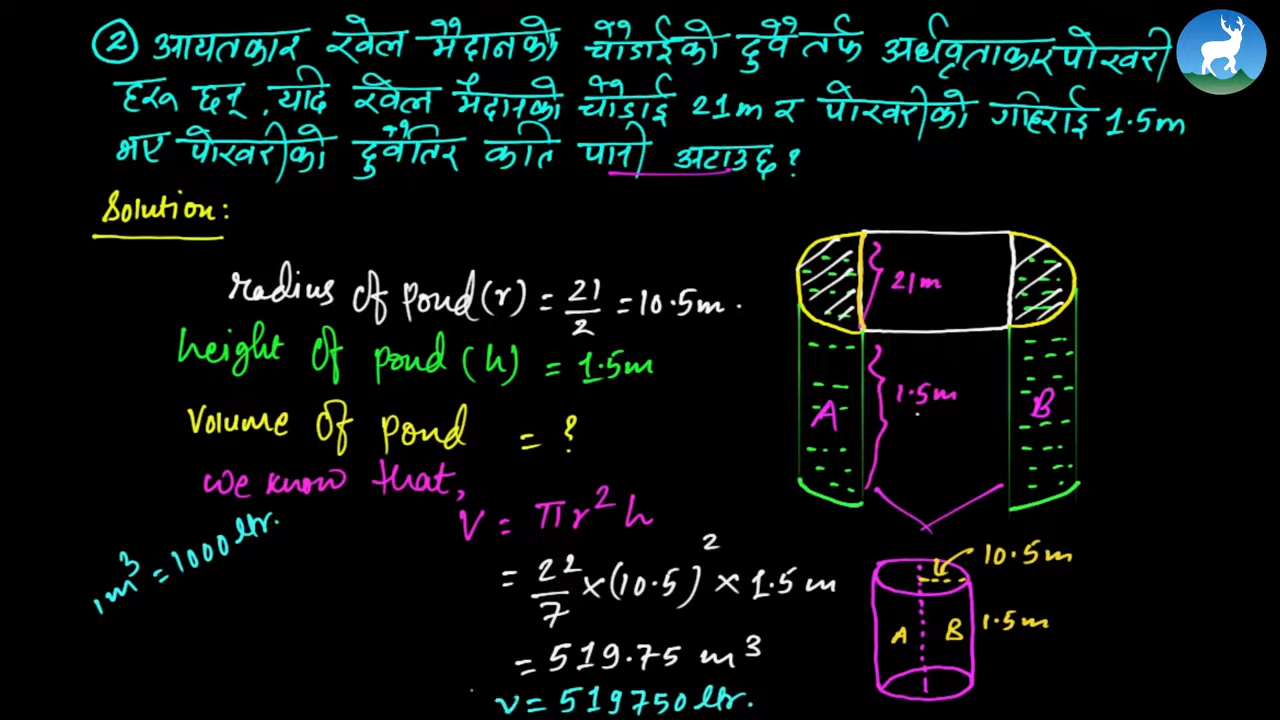 ② आयतकार खेल मैदानको चौडाईको दुवैतर्फ अर्धवृताकार पोखरी
हरू छन्. यदि खेल मैदानको चौडाई 21m र पोखरीको गहिराई 1.5m
भए पोखरीको दुवैतिर कति पानी अटाउछ?
Solution:
radius of pond (r) = 21/2 = 10.5m.
height of pond (h) = 1.5m
Volume of pond = ?
we know that,
V = πr²h
= 22/7 × (10.5)² × 1.5m
= 519.75 m³
v = 519750 ltr.
1m³ = 1000 ltr.
21m
1.5m
A
B
10.5m
A B 1.5m